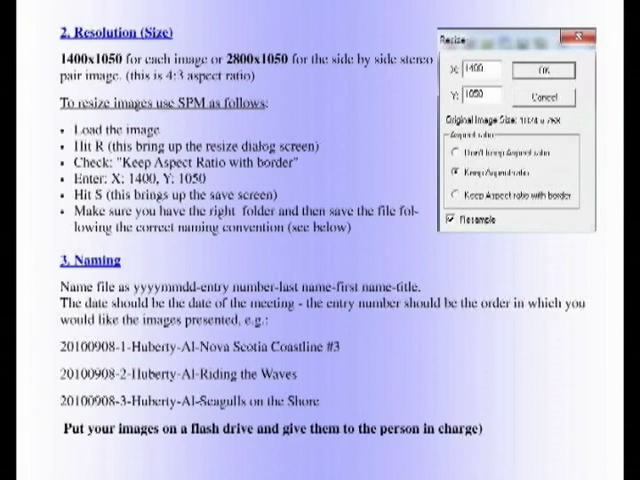 2. Resolution (Size)
1400x1050 for each image or 2800x1050 for the side by side stereo
pair image. (this is 4:3 aspect ratio)
To resize images use SPM as follows:
• Load the image
• Hit R (this bring up the resize dialog screen)
• Check: "Keep Aspect Ratio with border"
• Enter: X: 1400, Y: 1050
• Hit S (this brings up the save screen)
• Make sure you have the right folder and then save the file fol-
lowing the correct naming convention (see below)
Resize
X: 1400 OK
Y: 1050 Cancel
Original Image Size: 1024 x 768
Aspect ratio
Don't keep Aspect ratio
Keep Aspect ratio
Keep Aspect ratio with border
Resample
3. Naming
Name file as yyyymmdd-entry number-last name-first name-title.
The date should be the date of the meeting - the entry number should be the order in which you
would like the images presented, e.g.:
20100908-1-Huberty-Al-Nova Scotia Coastline #3
20100908-2-Huberty-Al-Riding the Waves
20100908-3-Huberty-Al-Seagulls on the Shore
Put your images on a flash drive and give them to the person in charge)